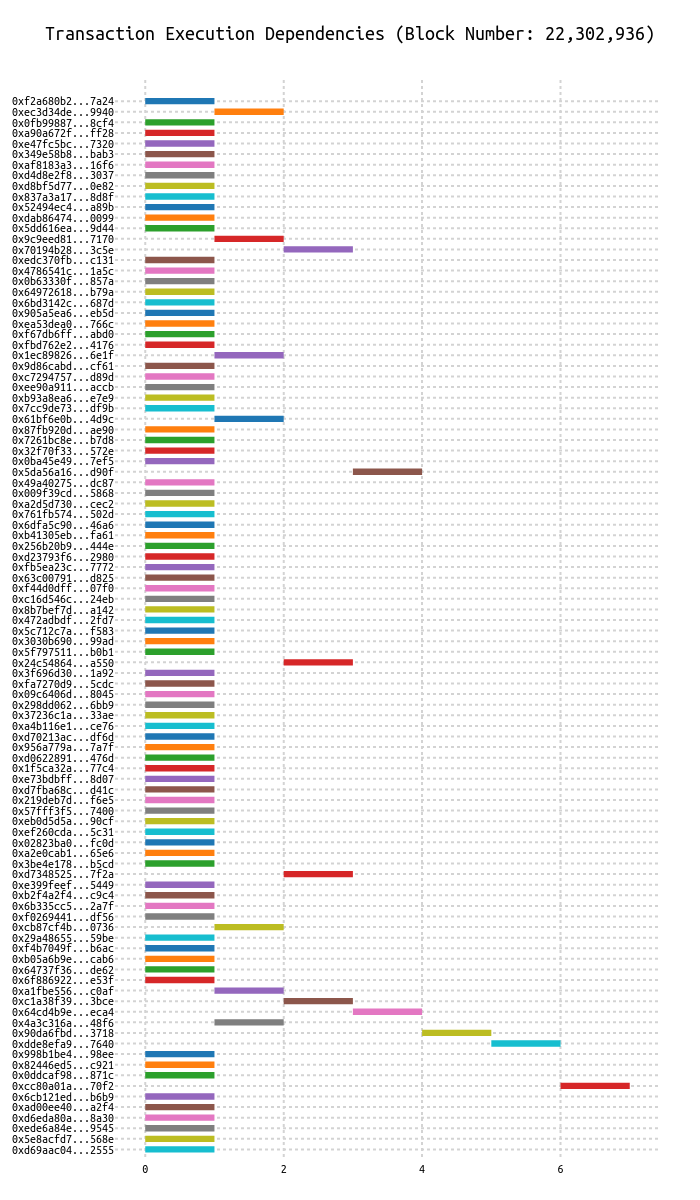 Transaction Execution Dependencies (Block Number: 22,302,936)
0xf2a680b2...7a24
0xec3d34de...9940
0x0fb99887...8cf4
0xa90a672f...ff28
0xe47fc5bc...7320
0x349e58b8...bab3
0xaf8183a3...16f6
0xd4d8e2f8...3037
0xd8bf5d77...0e82
0x837a3a17...8d8f
0x52494ec4...a89b
0xdab86474...0099
0x5dd616ea...9d44
0x9c9eed81...7170
0x70194b28...3c5e
0xedc370fb...c131
0x4786541c...1a5c
0x0b63330f...857a
0x64972618...b79a
0x6bd3142c...687d
0x905a5ea6...eb5d
0xea53dea0...766c
0xf67db6ff...abd0
0xfbd762e2...4176
0x1ec89826...6e1f
0x9d86cabd...cf61
0xc7294757...d89d
0xee90a911...accb
0xb93a8ea6...e7e9
0x7cc9de73...df9b
0x61bf6e0b...4d9c
0x87fb920d...ae90
0x7261bc8e...b7d8
0x32f70f33...572e
0x0ba45e49...7ef5
0x5da56a16...d90f
0x49a40275...dc87
0x009f39cd...5868
0xa2d5d730...cec2
0x761fb574...502d
0x6dfa5c90...46a6
0xb41305eb...fa61
0x256b20b9...444e
0xd23793f6...2980
0xfb5ea23c...7772
0x63c00791...d825
0xf44d0dff...07f0
0xc16d546c...24eb
0x8b7bef7d...a142
0x472adbdf...2fd7
0x5c712c7a...f583
0x3030b690...99ad
0x5f797511...b0b1
0x24c54864...a550
0x3f696d30...1a92
0xfa7270d9...5cdc
0x09c6406d...8045
0x298dd062...6bb9
0x37236c1a...33ae
0xa4b116e1...ce76
0xd70213ac...df6d
0x956a779a...7a7f
0xd0622891...476d
0x1f5ca32a...77c4
0xe73bdbff...8d07
0xd7fba68c...d41c
0x219deb7d...f6e5
0x57fff3f5...7400
0xeb0d5d5a...90cf
0xef260cda...5c31
0x02823ba0...fc0d
0xa2e0cab1...65e6
0x3be4e178...b5cd
0xd7348525...7f2a
0xe399feef...5449
0xb2f4a2f4...c9c4
0x6b335cc5...2a7f
0xf0269441...df56
0xcb87cf4b...0736
0x29a48655...59be
0xf4b7049f...b6ac
0xb05a6b9e...cab6
0x64737f36...de62
0x6f886922...e53f
0xa1fbe556...c0af
0xc1a38f39...3bce
0x64cd4b9e...eca4
0x4a3c316a...48f6
0x90da6fbd...3718
0xdde8efa9...7640
0x998b1be4...98ee
0x82446ed5...c921
0x0ddcaf98...871c
0xcc80a01a...70f2
0x6cb121ed...b6b9
0xad00ee40...a2f4
0xd6eda80a...8a30
0xede6a84e...9545
0x5e8acfd7...568e
0xd69aac04...2555
0 2 4 6